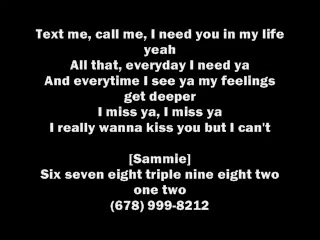 Text me, call me, I need you in my life
yeah
All that, everyday I need ya
And everytime I see ya my feelings
get deeper
I miss ya, I miss ya
I really wanna kiss you but I can't
[Sammie]
Six seven eight triple nine eight two
one two
(678) 999-8212